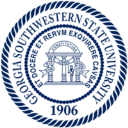 GEORGIA SOUTHWESTERN STATE UNIVERSITY
ET DOCERE ET RERVM EXQVIRERE CAVSAS
1906